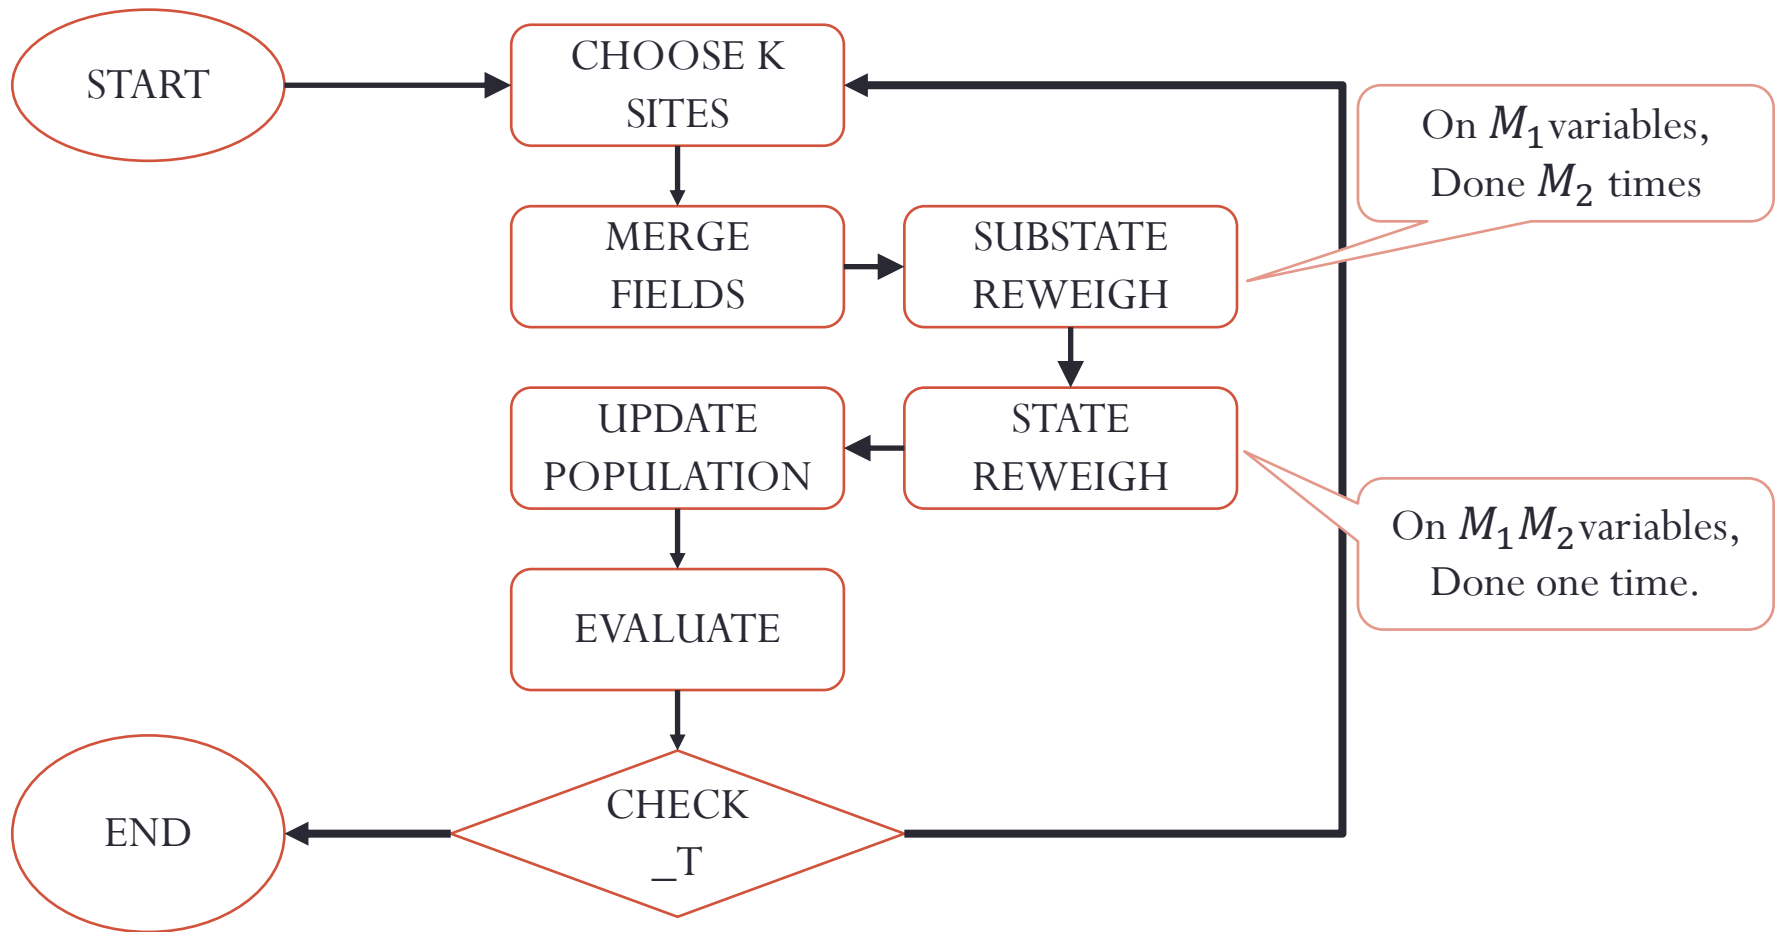 START
CHOOSE K
SITES
On M₁ variables,
Done M₂ times
MERGE
FIELDS
SUBSTATE
REWEIGH
UPDATE
POPULATION
STATE
REWEIGH
On M₁M₂ variables,
Done one time.
EVALUATE
CHECK
_T
END